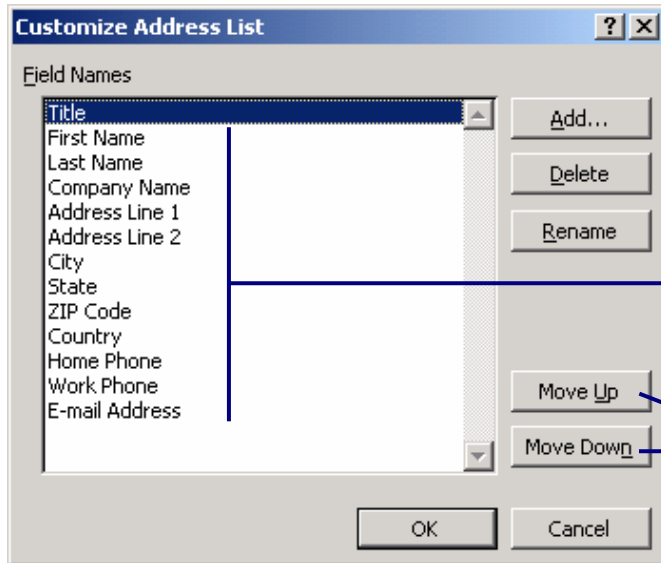 Customize Address List
Field Names
Title
First Name
Last Name
Company Name
Address Line 1
Address Line 2
City
State
ZIP Code
Country
Home Phone
Work Phone
E-mail Address
Add...
Delete
Rename
Move Up
Move Down
OK
Cancel